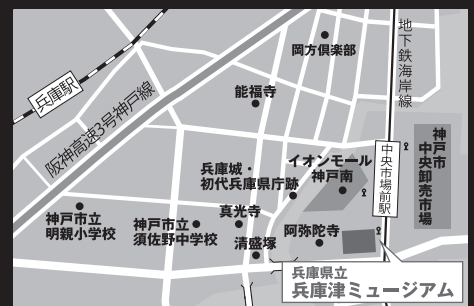 岡方倶楽部
地下鉄海岸線
兵庫駅
能福寺
阪神高速3号神戸線
神戸市
中央卸売市場
中央市場前駅
イオンモール
神戸南
兵庫城・
初代兵庫県庁跡
真光寺
神戸市立
明親小学校
神戸市立
須佐野中学校
清盛塚
阿弥陀寺
兵庫県立
兵庫津ミュージアム